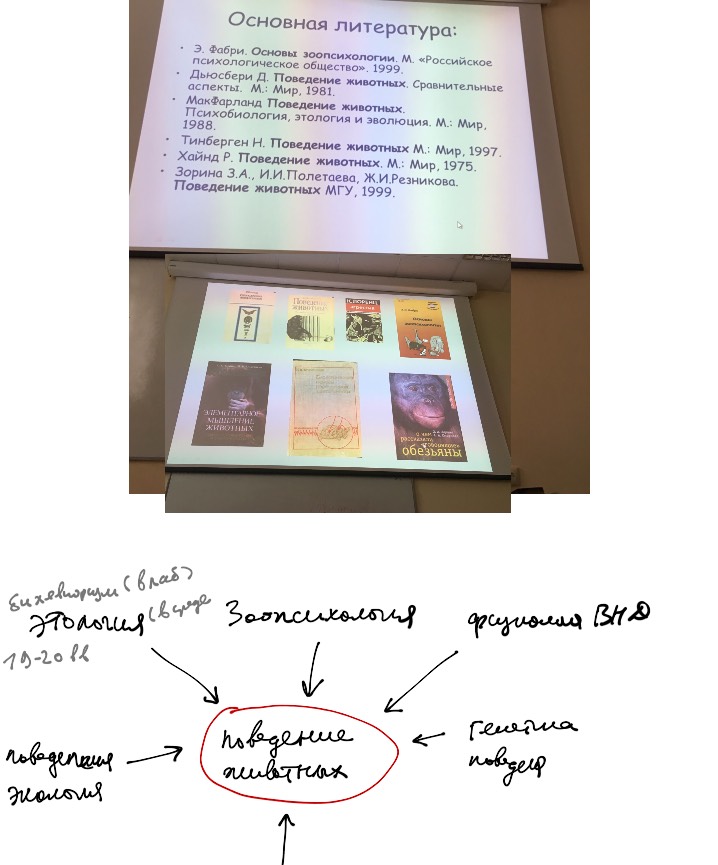 Основная литература:
• Э. Фабри. Основы зоопсихологии. М. «Российское
психологическое общество». 1999.
• Дьюсбери Д. Поведение животных. Сравнительные
аспекты. М.: Мир, 1981.
• МакФарланд Поведение животных.
Психобиология, этология и эволюция. М.: Мир,
1988.
• Тинберген Н. Поведение животных М.: Мир, 1997.
• Хайнд Р. Поведение животных. М.: Мир, 1975.
• Зорина З.А., И.И.Полетаева, Ж.И.Резникова.
Поведение животных МГУ, 1999.
Поведение
животных
ЭЛЕМЕНТАРНОЕ
МЫШЛЕНИЕ
ЖИВОТНЫХ
о чем
рассказали
говорящие
обезьяны
бихевиоризм (в лаб)
Этология (в среде
19-20 вв
Зоопсихология
физиология ВНД
поведение
животных
Генетика
экология